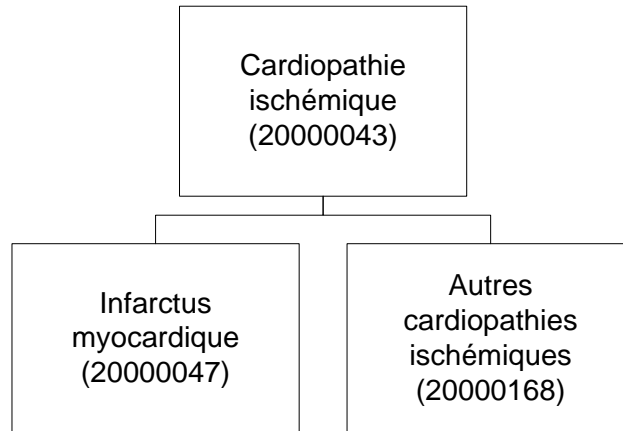 Cardiopathie
ischémique
(20000043)
Infarctus
myocardique
(20000047)
Autres
cardiopathies
ischémiques
(20000168)